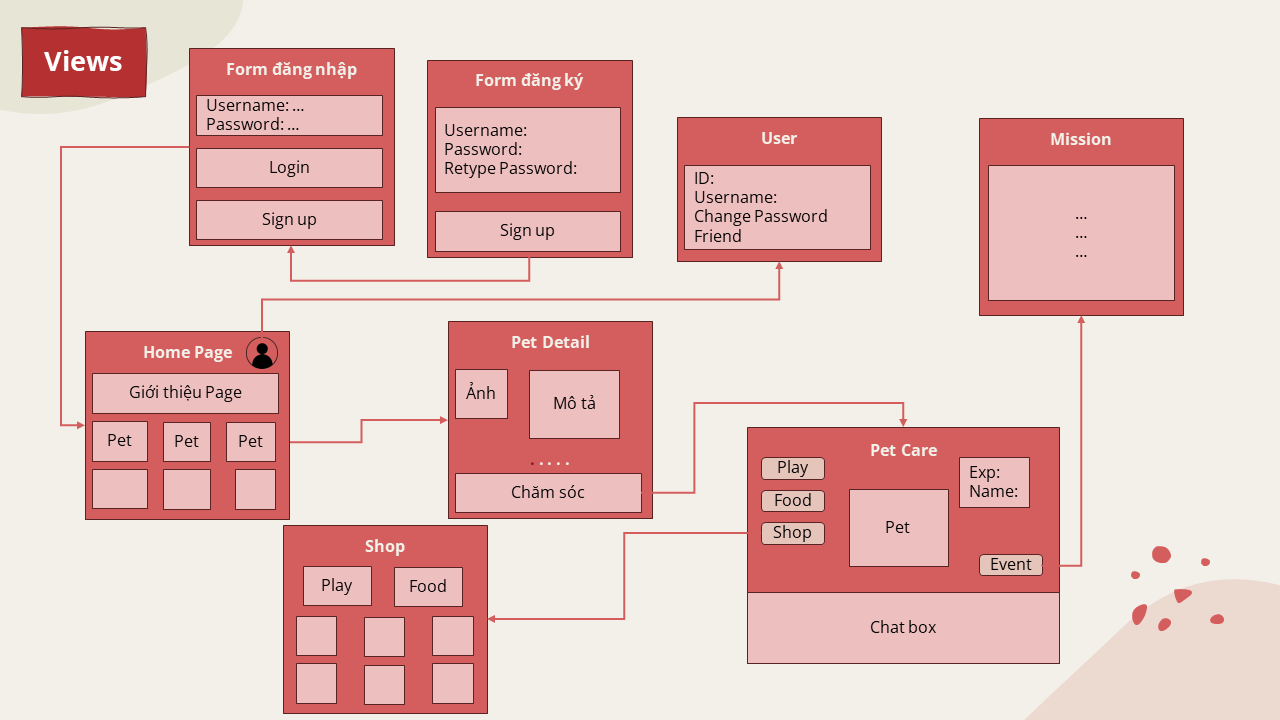 Views
Form đăng nhập
Username: ...
Password: ...
Login
Sign up
Form đăng ký
Username:
Password:
Retype Password:
Sign up
User
ID:
Username:
Change Password
Friend
Mission
...
...
...
Home Page
Giới thiệu Page
Pet Pet Pet
Pet Detail
Ảnh
Mô tả
. . . . .
Chăm sóc
Pet Care
Play
Food
Shop
Pet
Exp:
Name:
Event
Chat box
Shop
Play
Food